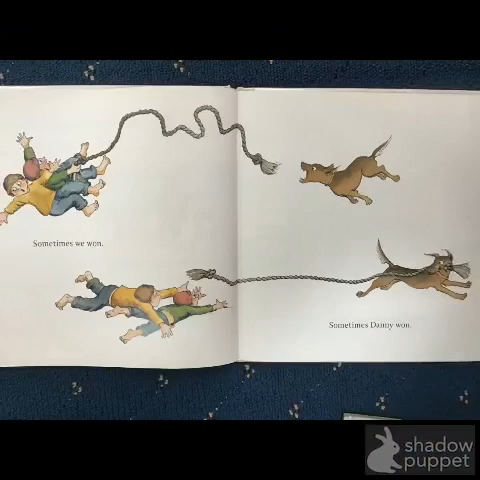 Sometimes we won.
Sometimes Danny won.
shadow
puppet